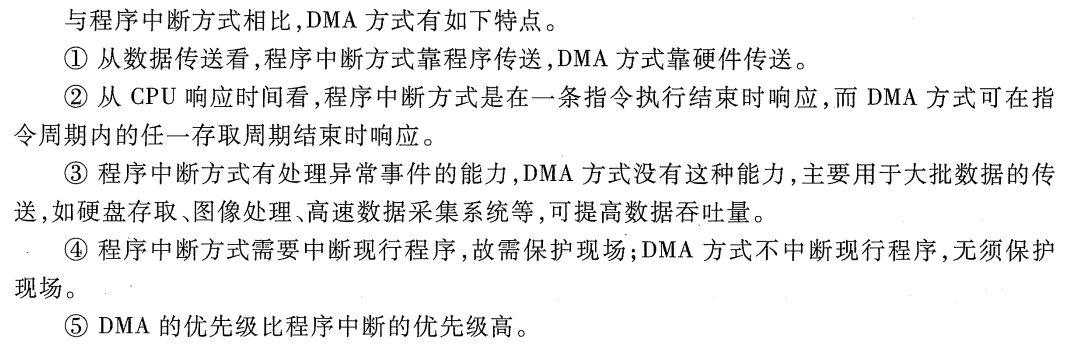 与程序中断方式相比,DMA 方式有如下特点。
① 从数据传送看,程序中断方式靠程序传送,DMA 方式靠硬件传送。
② 从 CPU 响应时间看,程序中断方式是在一条指令执行结束时响应,而 DMA 方式可在指
令周期内的任一存取周期结束时响应。
③ 程序中断方式有处理异常事件的能力,DMA 方式没有这种能力,主要用于大批数据的传
送,如硬盘存取、图像处理、高速数据采集系统等,可提高数据吞吐量。
④ 程序中断方式需要中断现行程序,故需保护现场;DMA 方式不中断现行程序,无须保护
现场。
⑤ DMA 的优先级比程序中断的优先级高。